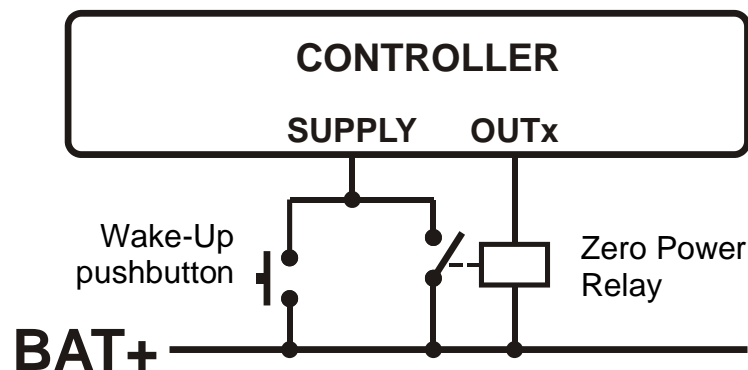 CONTROLLER
SUPPLY OUTx
Wake-Up
pushbutton
Zero Power
Relay
BAT+